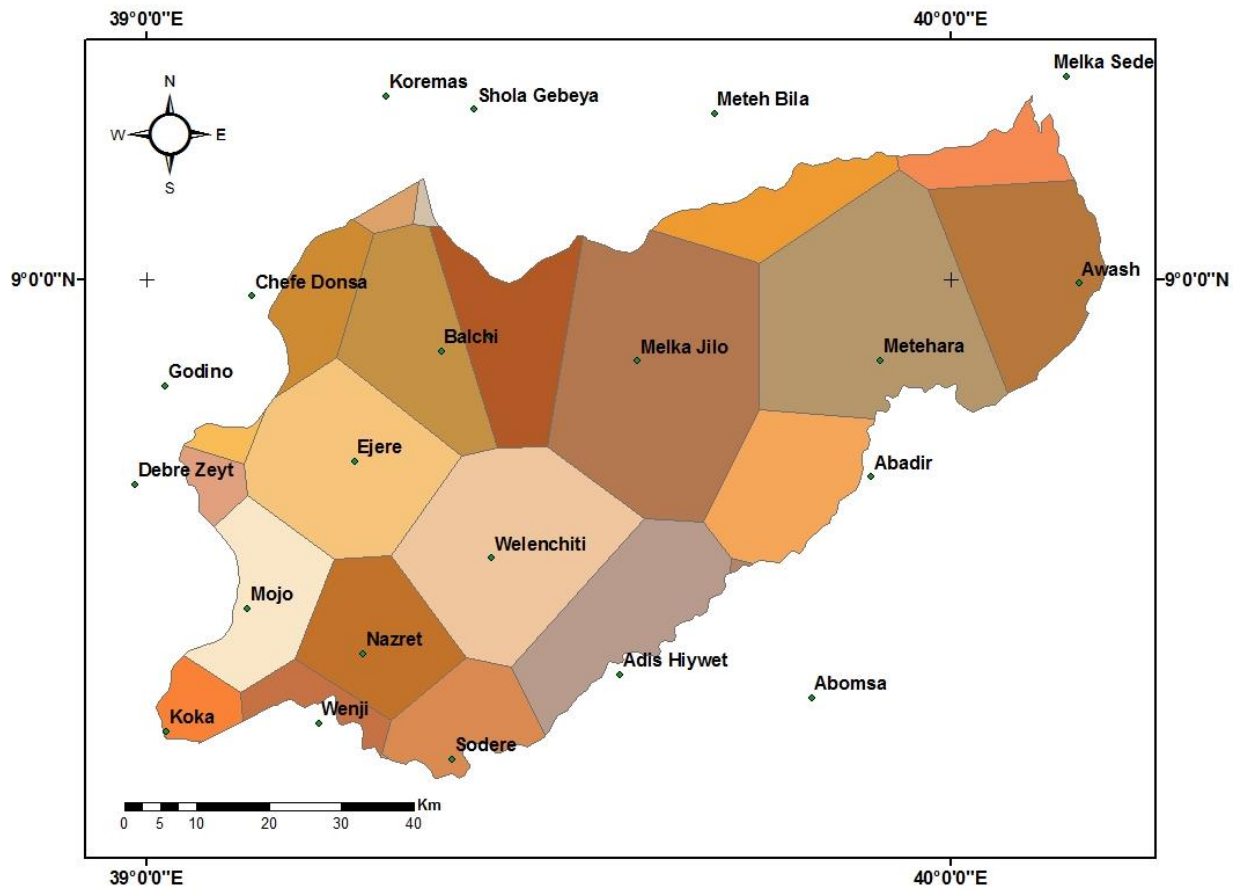 39°0'0"E 40°0'0"E
Melka Sede
Koremas
Shola Gebeya
Meteh Bila
N
W E
S
9°0'0"N 9°0'0"N
Chefe Donsa
Awash
Balchi
Melka Jilo
Metehara
Godino
Ejere
Debre Zeyt
Abadir
Welenchiti
Mojo
Nazret
Adis Hiywet
Abomsa
Koka
Wenji
Sodere
Km
0 5 10 20 30 40
39°0'0"E 40°0'0"E